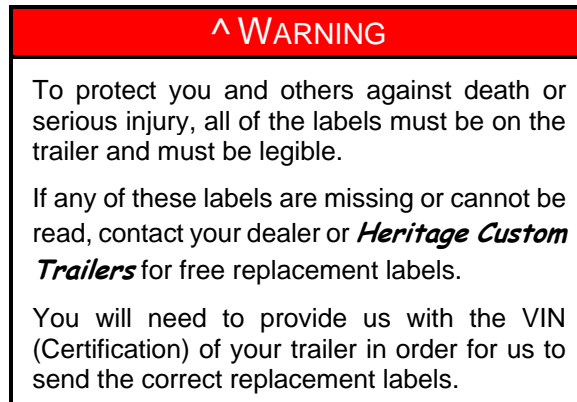 ^ WARNING
To protect you and others against death or
serious injury, all of the labels must be on the
trailer and must be legible.
If any of these labels are missing or cannot be
read, contact your dealer or Heritage Custom
Trailers for free replacement labels.
You will need to provide us with the VIN
(Certification) of your trailer in order for us to
send the correct replacement labels.